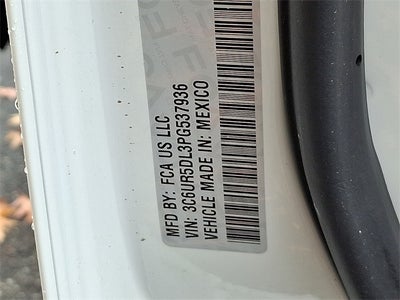 MFD BY: FCA US LLC
VIN: 3C6UR5DL3PG537936
VEHICLE MADE IN: MEXICO